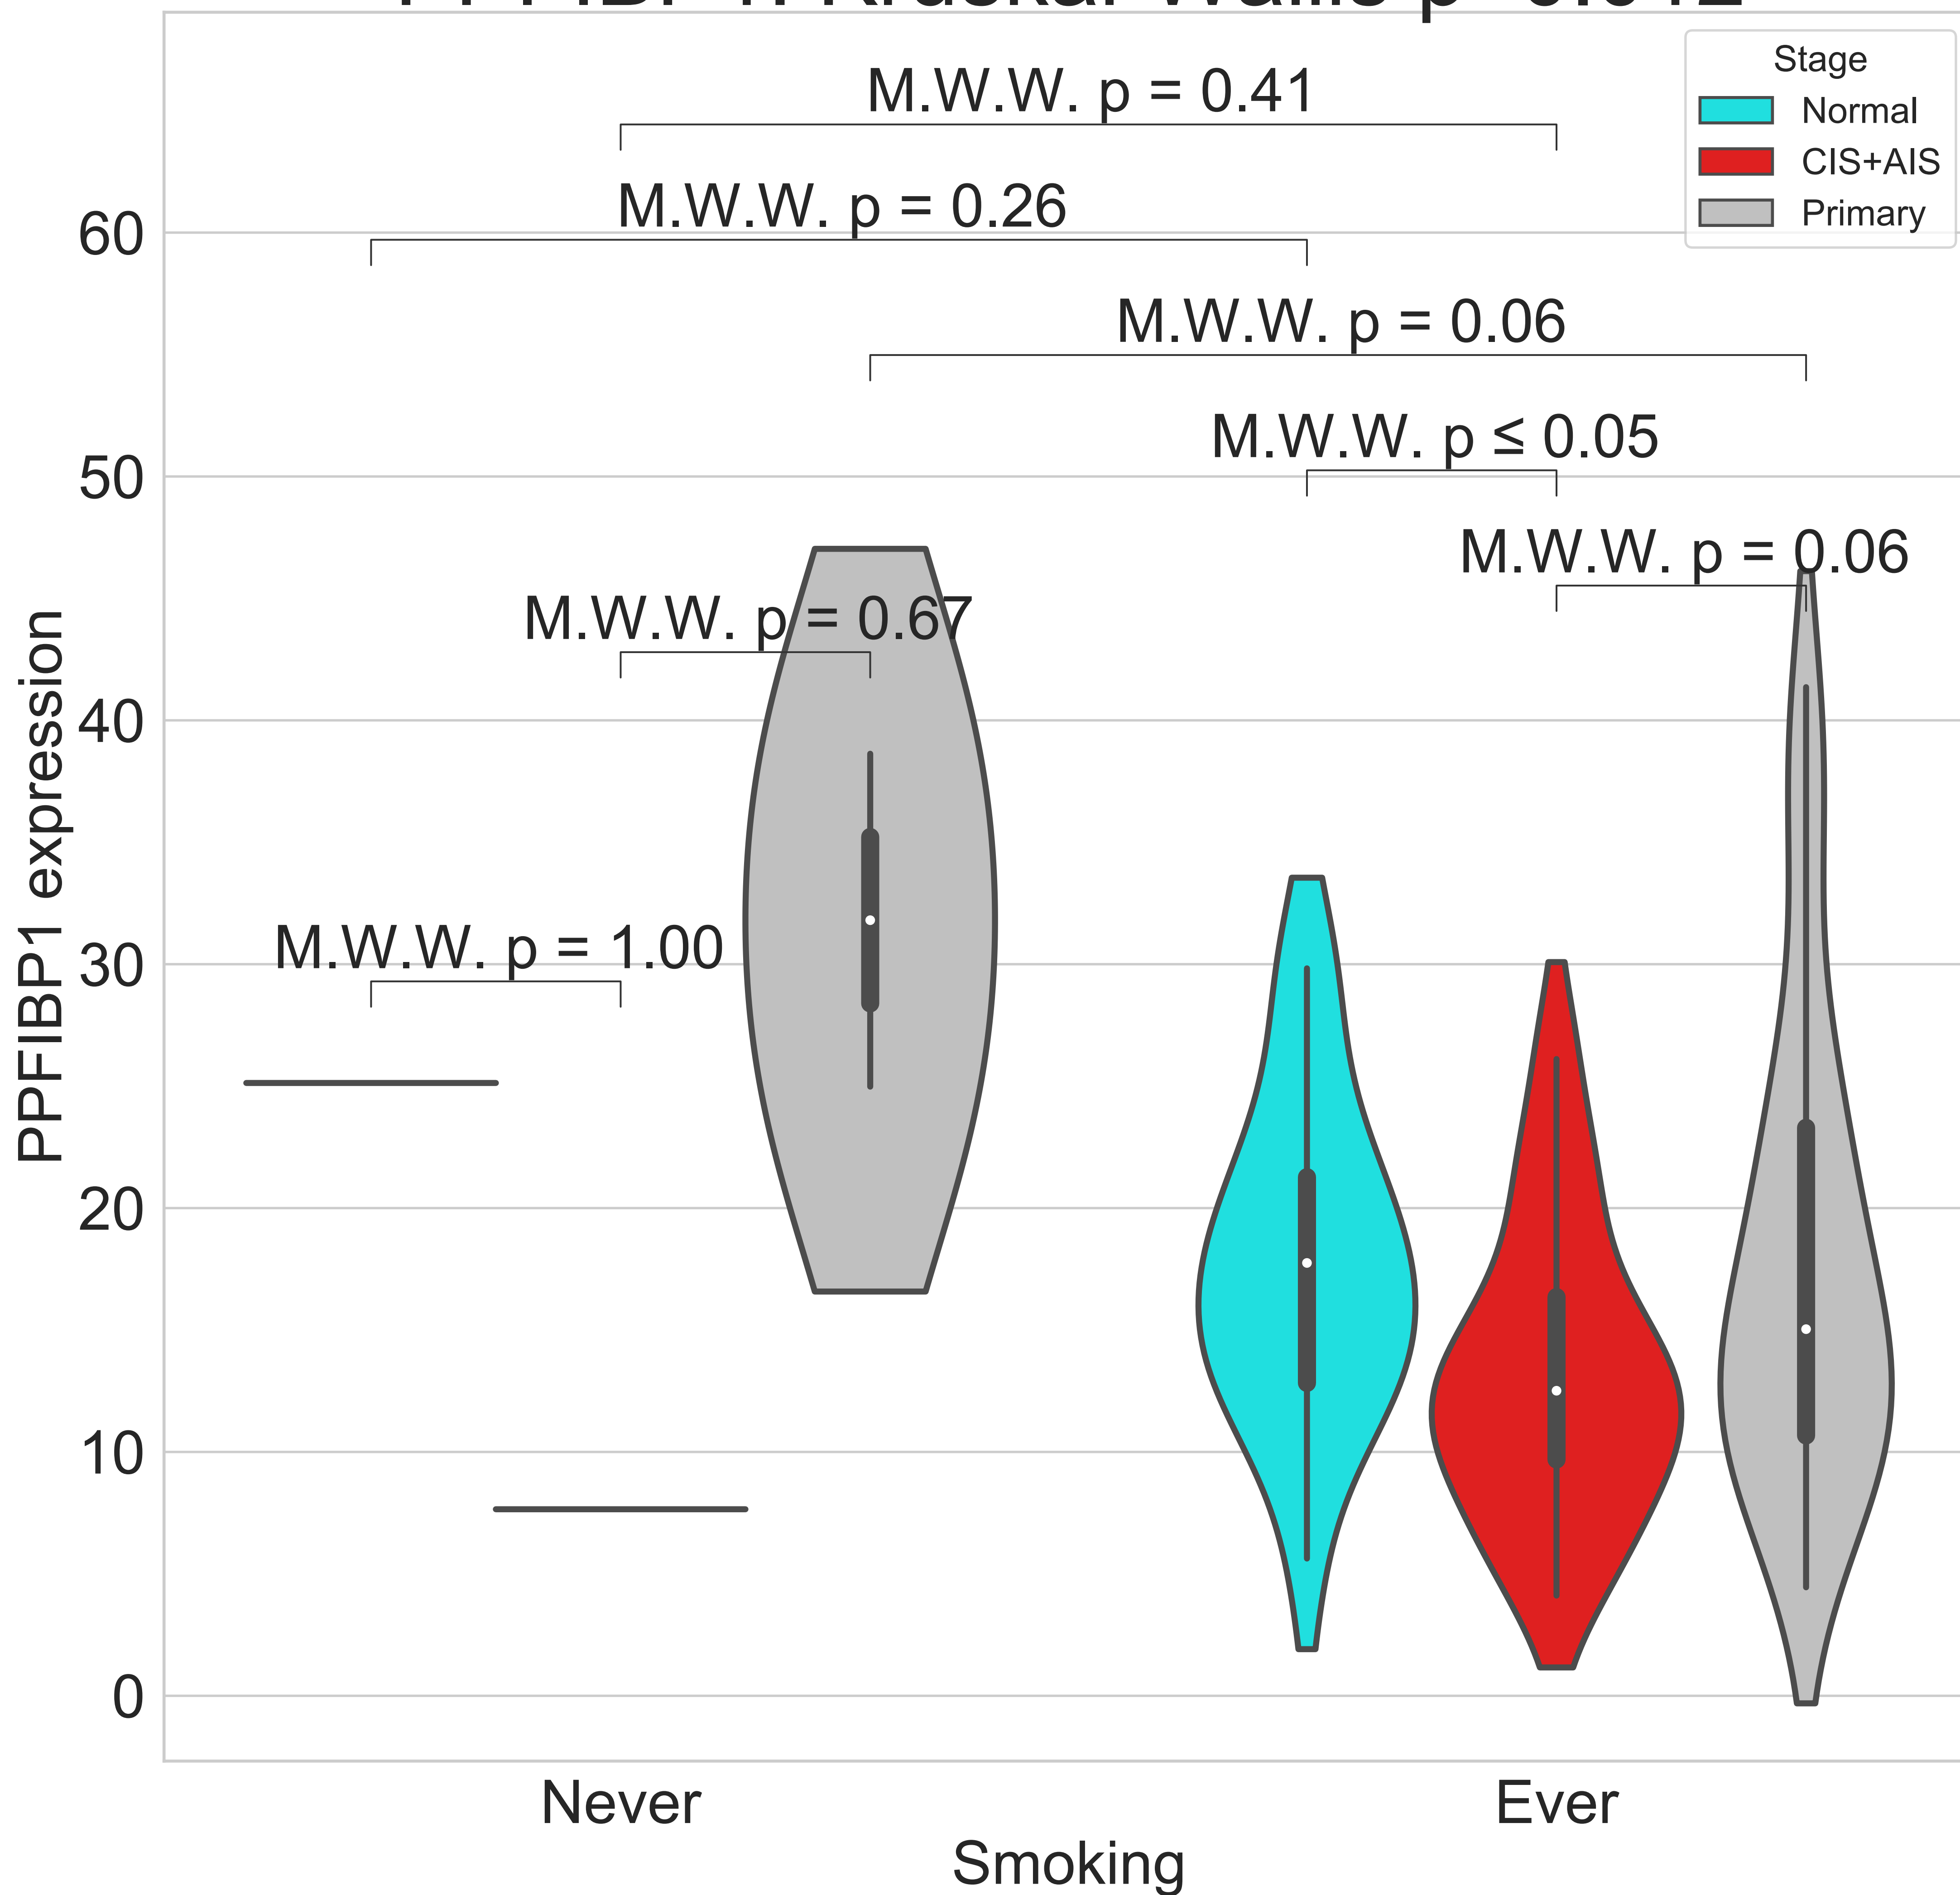 Stage
Normal
CIS+AIS
Primary
M.W.W. p = 0.41
M.W.W. p = 0.26
M.W.W. p = 0.06
M.W.W. p ≤ 0.05
M.W.W. p = 0.06
M.W.W. p = 0.67
M.W.W. p = 1.00
60
50
40
30
20
10
0
PPFIBP1 expression
Never
Ever
Smoking